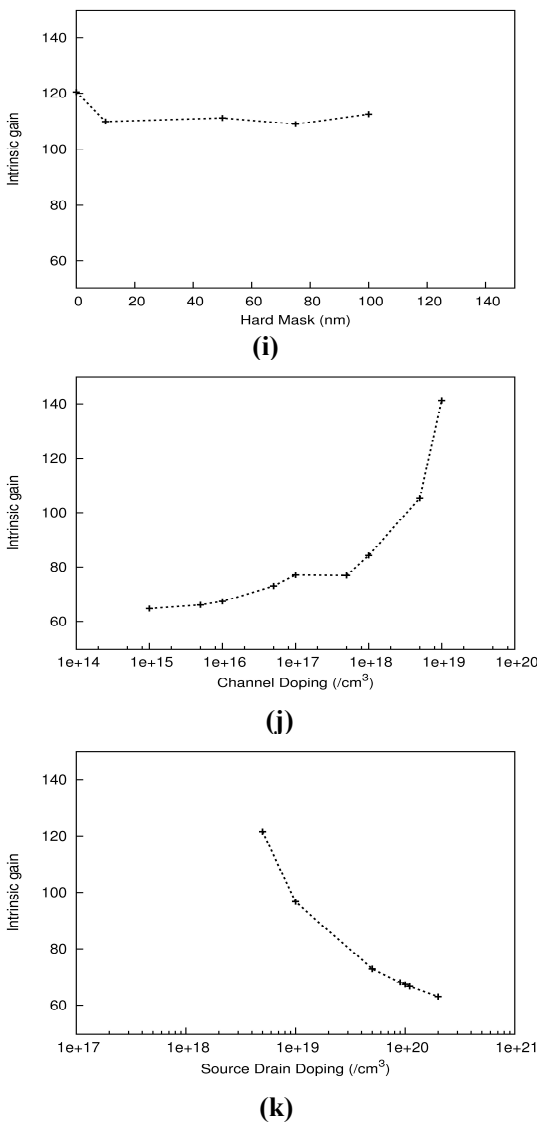 140
120
100
80
60
Intrinsic gain
0 20 40 60 80 100 120 140
Hard Mask (nm)
(i)
140
120
100
80
60
Intrinsic gain
1e+14 1e+15 1e+16 1e+17 1e+18 1e+19 1e+20
Channel Doping (/cm³)
(j)
140
120
100
80
60
Intrinsic gain
1e+17 1e+18 1e+19 1e+20 1e+21
Source Drain Doping (/cm³)
(k)